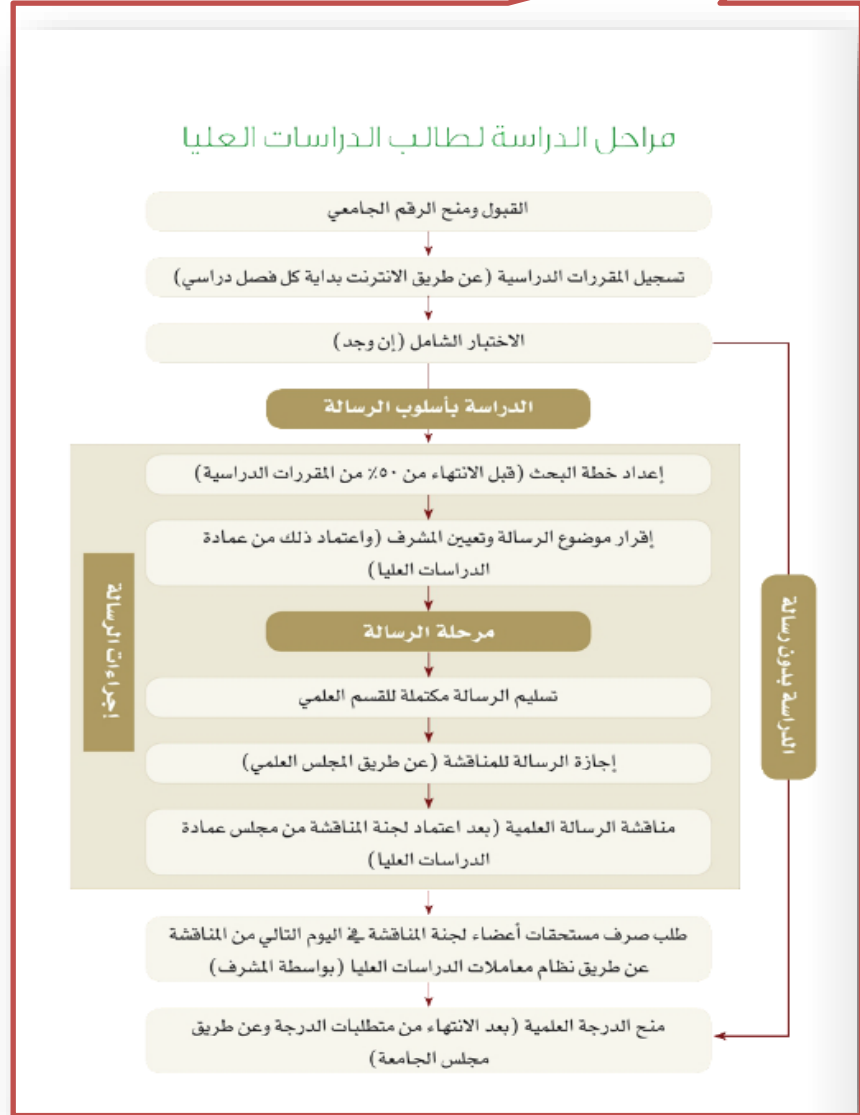 مراحل الدراسة لطالب الدراسات العليا
القبول ومنح الرقم الجامعي
تسجيل المقررات الدراسية (عن طريق الانترنت بداية كل فصل دراسي)
الاختبار الشامل (إن وجد)
الدراسة بأسلوب الرسالة
إعداد خطة البحث (قبل الانتهاء من ٥٠٪ من المقررات الدراسية)
إقرار موضوع الرسالة وتعيين المشرف (واعتماد ذلك من عمادة
الدراسات العليا)
مرحلة الرسالة
تسليم الرسالة مكتملة للقسم العلمي
إجازة الرسالة للمناقشة (عن طريق المجلس العلمي)
مناقشة الرسالة العلمية (بعد اعتماد لجنة المناقشة من مجلس عمادة
الدراسات العليا)
إجراءات الرسالة
الدراسة بدون رسالة
طلب صرف مستحقات أعضاء لجنة المناقشة في اليوم التالي من المناقشة
عن طريق نظام معاملات الدراسات العليا (بواسطة المشرف)
منح الدرجة العلمية (بعد الانتهاء من متطلبات الدرجة وعن طريق
مجلس الجامعة)